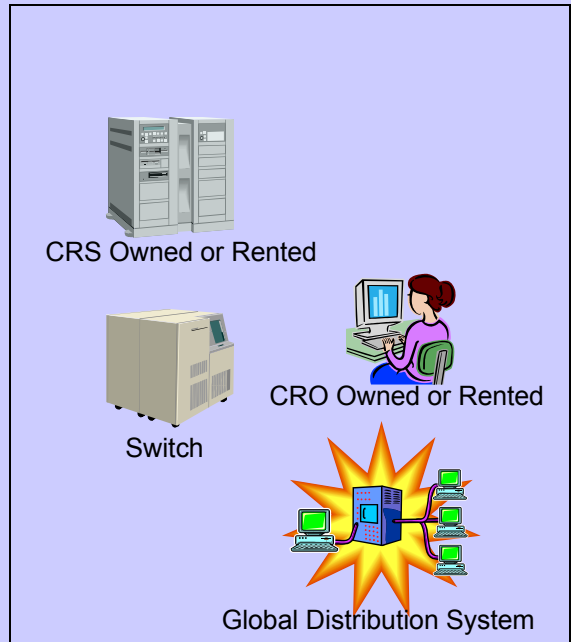 CRS Owned or Rented
CRO Owned or Rented
Switch
Global Distribution System